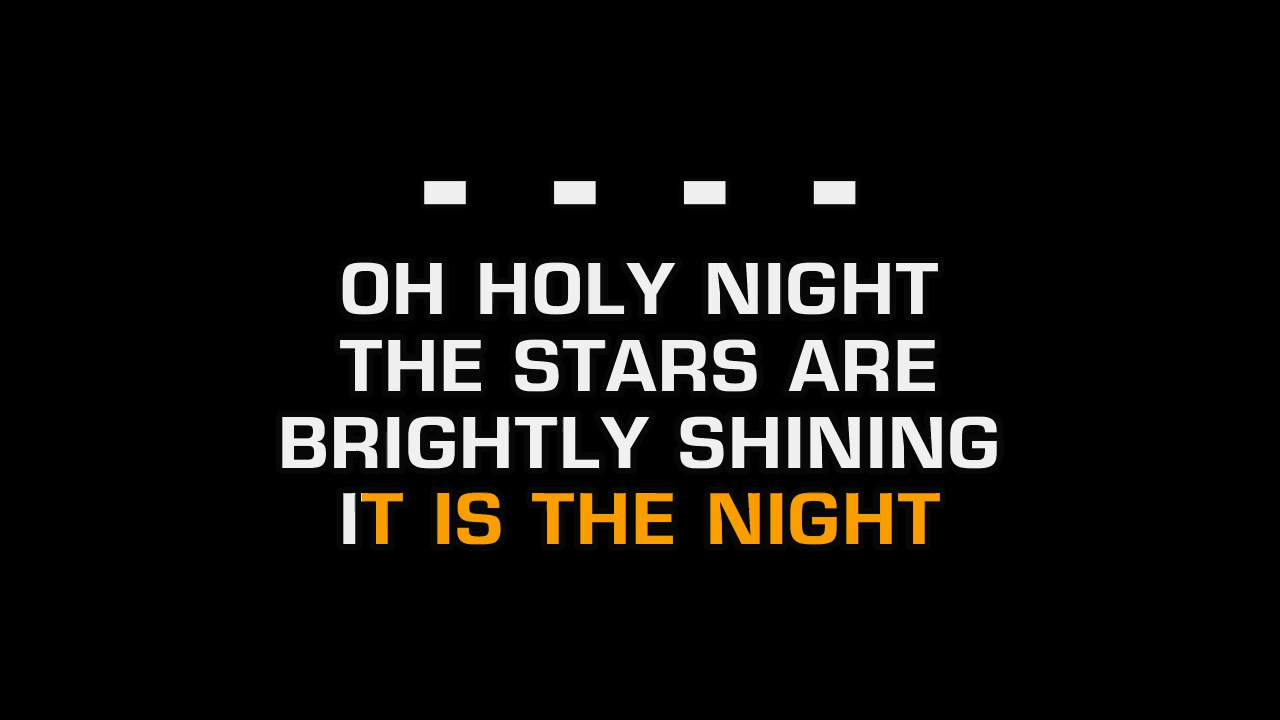 - - - -
OH HOLY NIGHT
THE STARS ARE
BRIGHTLY SHINING
IT IS THE NIGHT